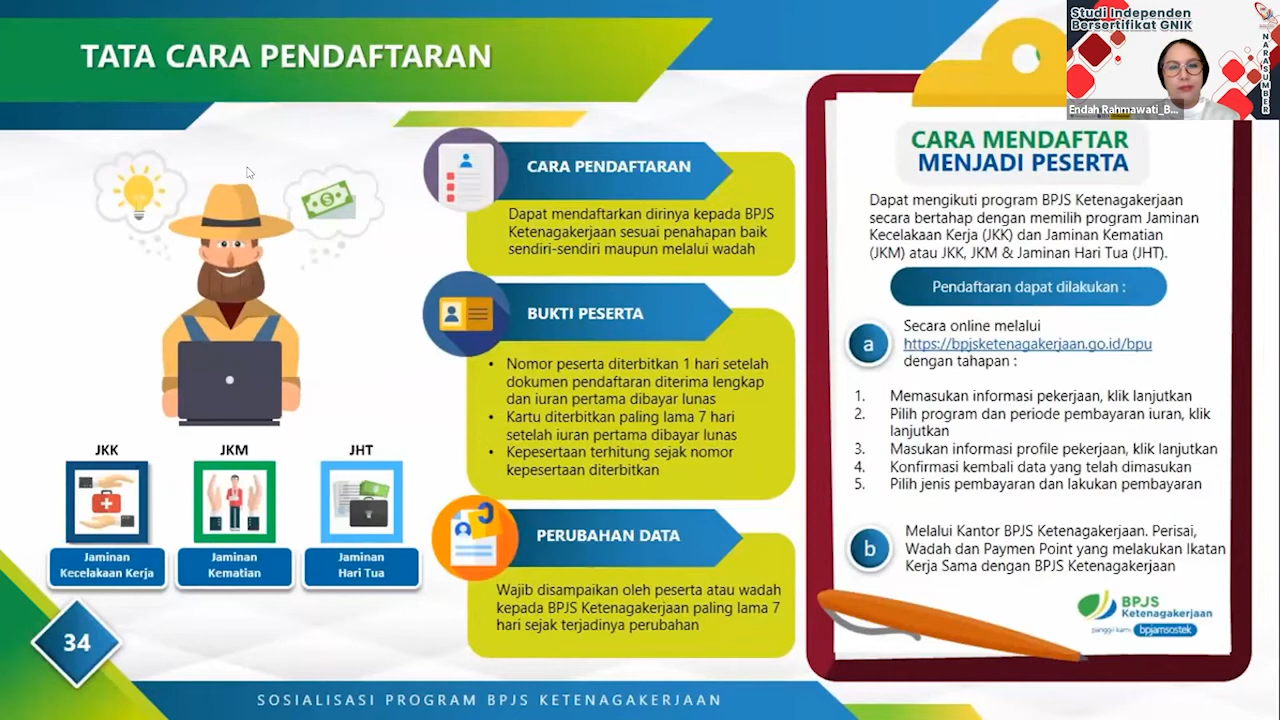 TATA CARA PENDAFTARAN
Studi Independen
Bersertifikat GNIK
NARASUMBER
Endah Rahmawati_B...
JKK
JKM
JHT
Jaminan
Kecelakaan Kerja
Jaminan
Kematian
Jaminan
Hari Tua
34
CARA PENDAFTARAN
Dapat mendaftarkan dirinya kepada BPJS
Ketenagakerjaan sesuai penahapan baik
sendiri-sendiri maupun melalui wadah
BUKTI PESERTA
• Nomor peserta diterbitkan 1 hari setelah
dokumen pendaftaran diterima lengkap
dan iuran pertama dibayar lunas
• Kartu diterbitkan paling lama 7 hari
setelah iuran pertama dibayar lunas
• Kepesertaan terhitung sejak nomor
kepesertaan diterbitkan
PERUBAHAN DATA
Wajib disampaikan oleh peserta atau wadah
kepada BPJS Ketenagakerjaan paling lama 7
hari sejak terjadinya perubahan
CARA MENDAFTAR
MENJADI PESERTA
Dapat mengikuti program BPJS Ketenagakerjaan
secara bertahap dengan memilih program Jaminan
Kecelakaan Kerja (JKK) dan Jaminan Kematian
(JKM) atau JKK, JKM & Jaminan Hari Tua (JHT).
Pendaftaran dapat dilakukan :
a
Secara online melalui
https://bpjsketenagakerjaan.go.id/bpu
dengan tahapan :
1. Memasukan informasi pekerjaan, klik lanjutkan
2. Pilih program dan periode pembayaran iuran, klik
lanjutkan
3. Masukan informasi profile pekerjaan, klik lanjutkan
4. Konfirmasi kembali data yang telah dimasukan
5. Pilih jenis pembayaran dan lakukan pembayaran
b
Melalui Kantor BPJS Ketenagakerjaan. Perisai,
Wadah dan Paymen Point yang melakukan Ikatan
Kerja Sama dengan BPJS Ketenagakerjaan
BPJS
Ketenagakerjaan
panggil kami bpjamsostek
SOSIALISASI PROGRAM BPJS KETENAGAKERJAAN